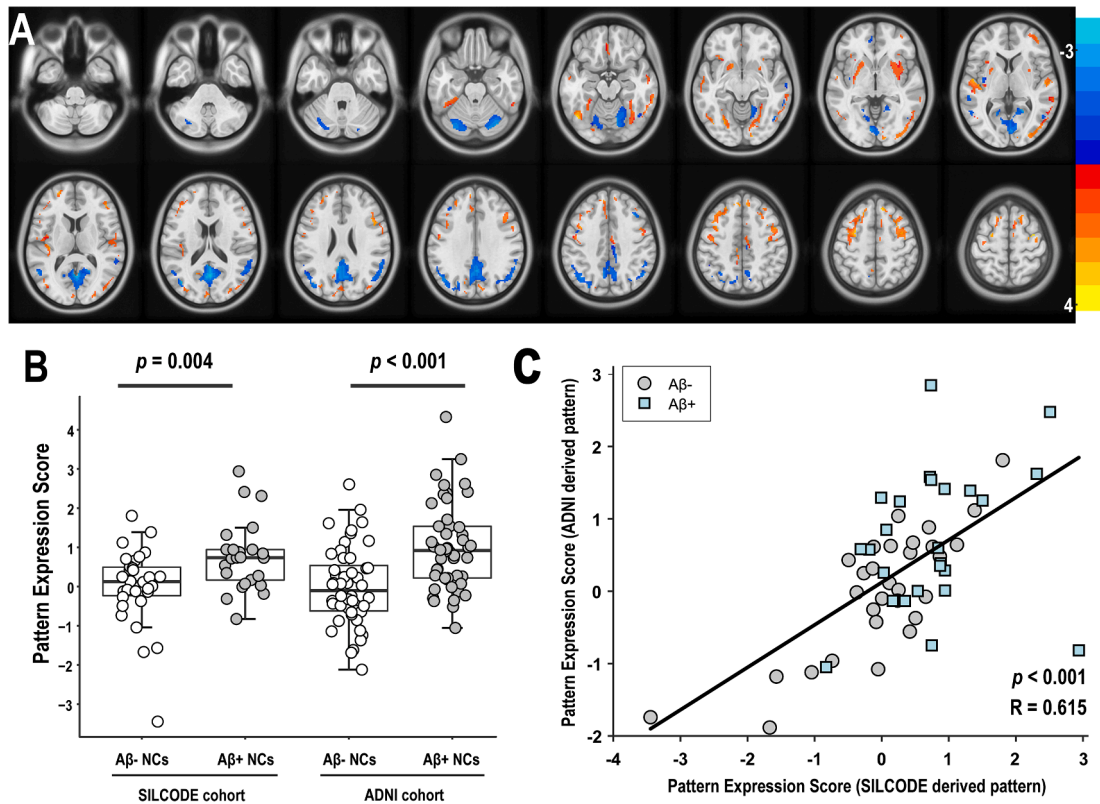 A
-3
4
B
p = 0.004
p < 0.001
Pattern Expression Score
4
3
2
1
0
−1
−2
−3
Aβ- NCs
Aβ+ NCs
Aβ- NCs
Aβ+ NCs
SILCODE cohort
ADNI cohort
C
Aβ-
Aβ+
Pattern Expression Score (ADNI derived pattern)
3
2
1
0
-1
-2
-4
-3
-2
-1
0
1
2
3
p < 0.001
R = 0.615
Pattern Expression Score (SILCODE derived pattern)